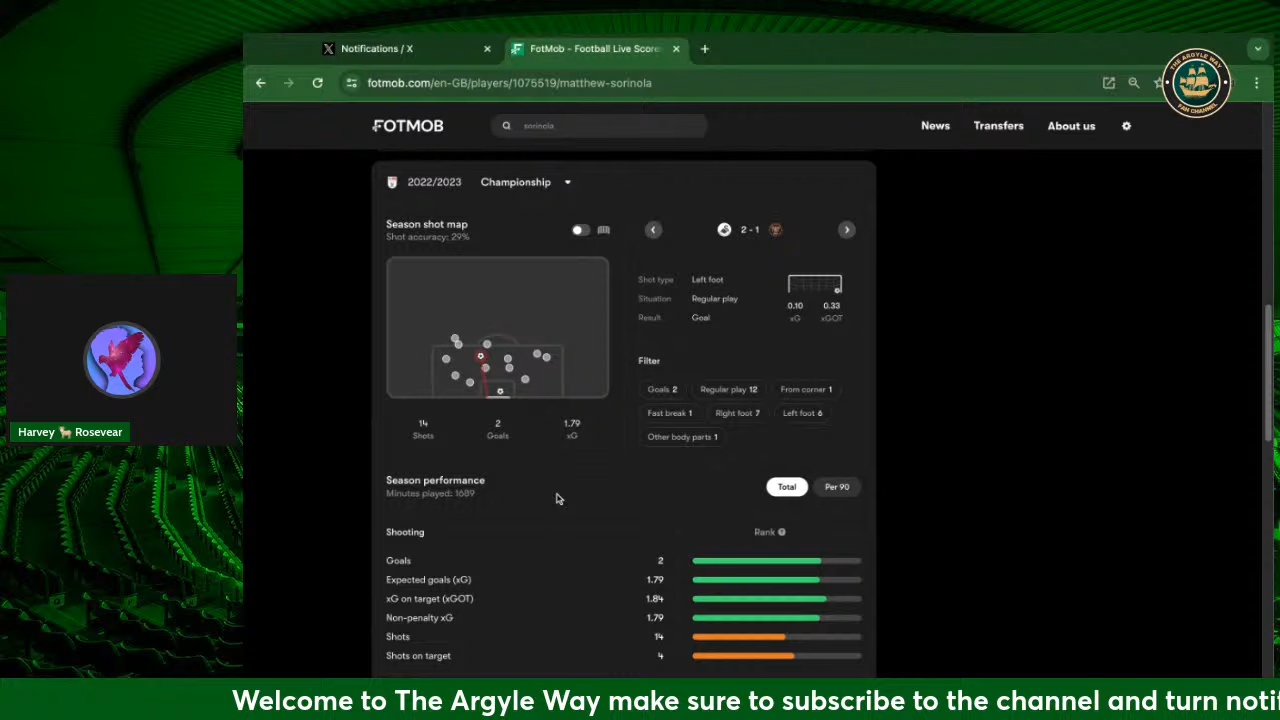 Notifications / X
FotMob - Football Live Score
fotmob.com/en-GB/players/1075519/matthew-sorinola
THE ARGYLE WAY
FAN CHANNEL
FOTMOB
sorinola
News
Transfers
About us
2022/2023
Championship
Season shot map
Shot accuracy: 29%
2 - 1
Shot type Left foot
Situation Regular play
Result Goal
0.10 0.33
xG xGOT
14 2 1.79
Shots Goals xG
Filter
Goals 2 Regular play 12 From corner 1
Fast break 1 Right foot 7 Left foot 6
Other body parts 1
Season performance
Minutes played: 1689
Total Per 90
Shooting Rank
Goals 2
Expected goals (xG) 1.79
xG on target (xGOT) 1.84
Non-penalty xG 1.79
Shots 14
Shots on target 4
Harvey 🐐 Rosevear
Welcome to The Argyle Way make sure to subscribe to the channel and turn noti